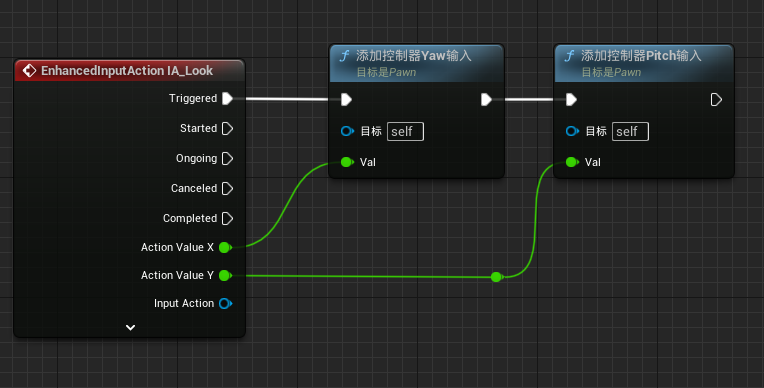 EnhancedInputAction IA_Look
Triggered
Started
Ongoing
Canceled
Completed
Action Value X
Action Value Y
Input Action
添加控制器Yaw输入
目标是Pawn
目标 self
Val
添加控制器Pitch输入
目标是Pawn
目标 self
Val